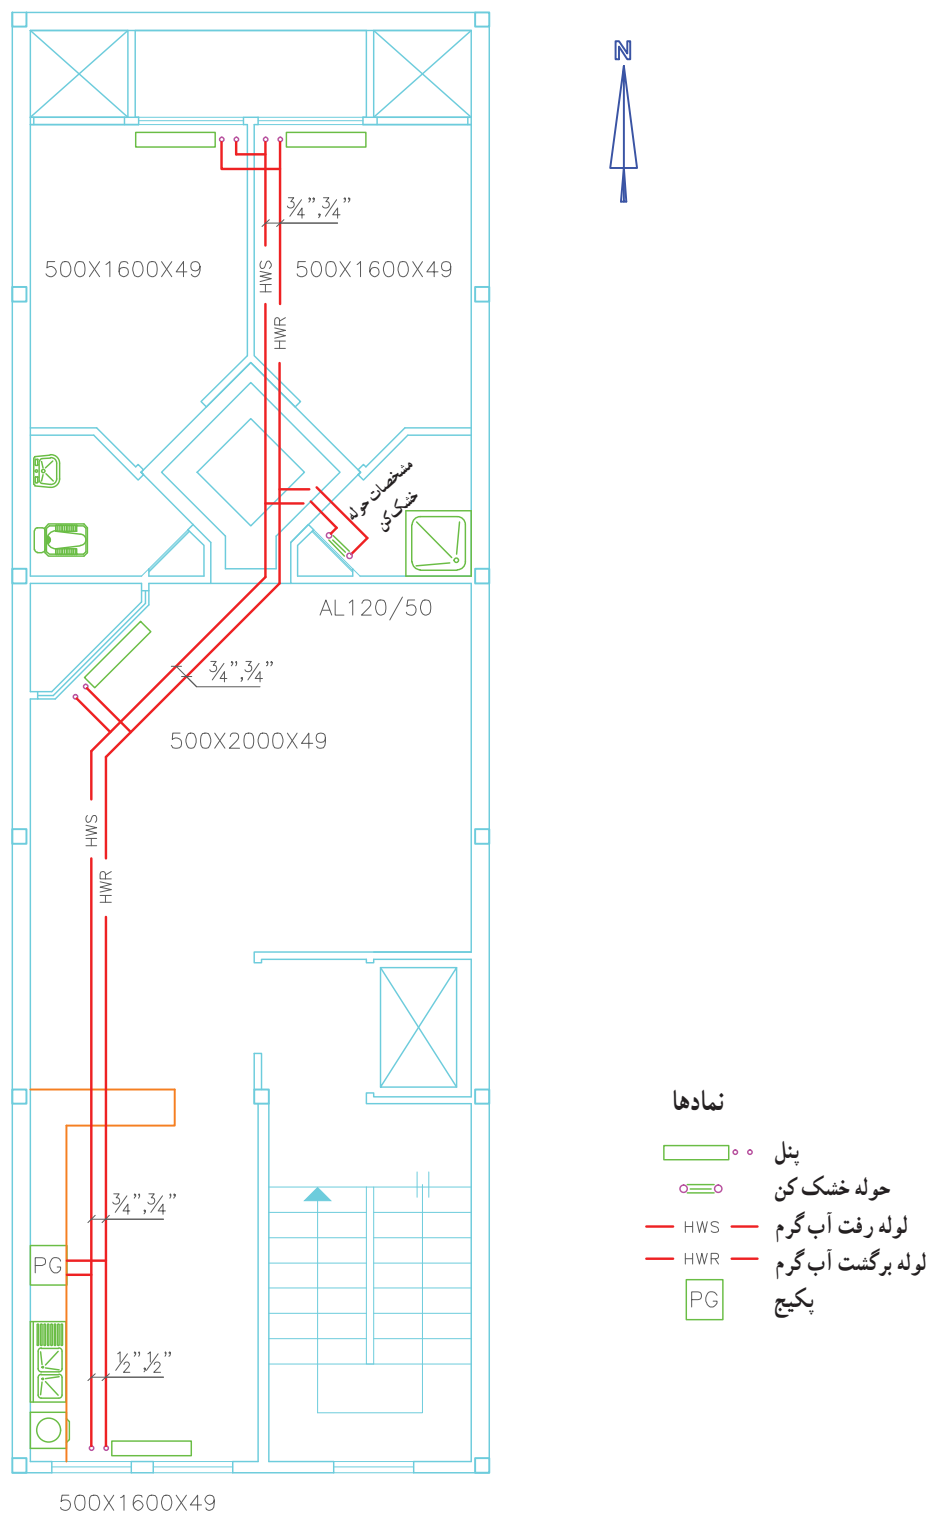 N
¾”,¾”
500X1600X49
500X1600X49
HWS
HWR
مشخصات حوله
خشک کن
AL120/50
¾”,¾”
500X2000X49
HWS
HWR
نمادها
پنل
حوله خشک کن
¾”,¾”
HWS
لوله رفت آب گرم
HWR
لوله برگشت آب گرم
PG
PG
پکیج
½”,½”
500X1600X49